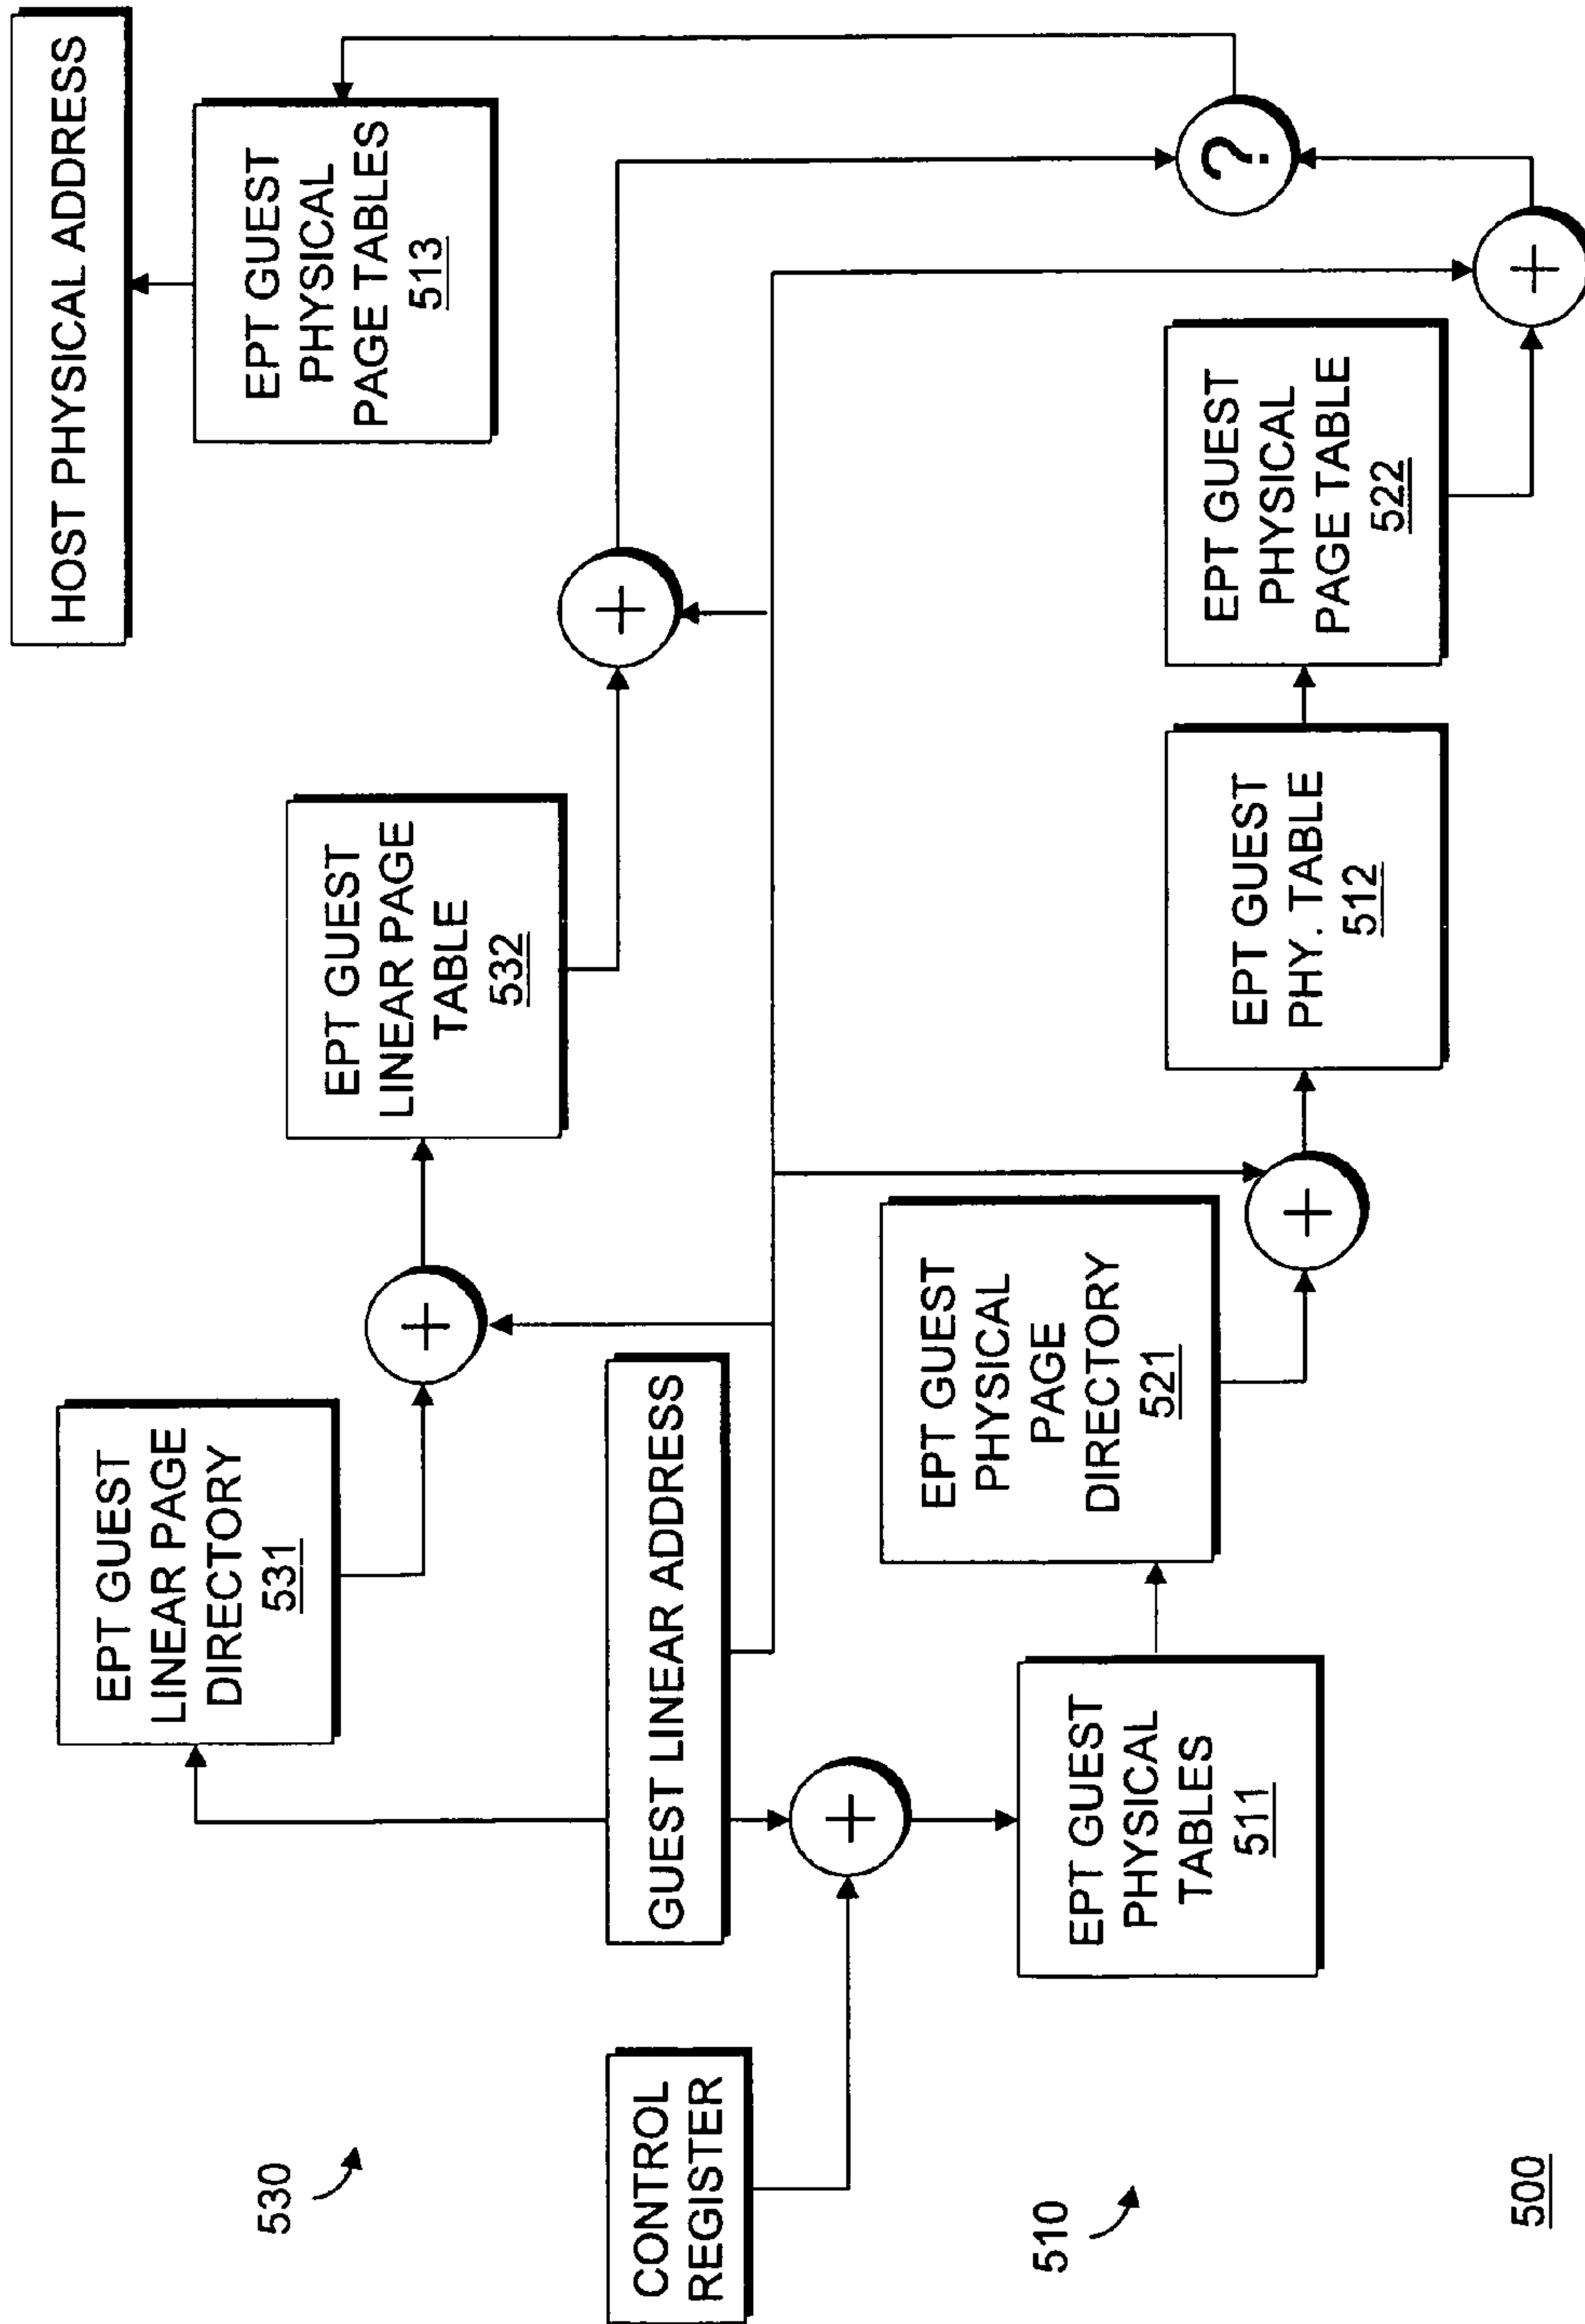 530
EPT GUEST
LINEAR PAGE
DIRECTORY
531
+
EPT GUEST
LINEAR PAGE
TABLE
532
+
HOST PHYSICAL ADDRESS
EPT GUEST
PHYSICAL
PAGE TABLES
513
CONTROL
REGISTER
GUEST LINEAR ADDRESS
+
510
EPT GUEST
PHYSICAL
TABLES
511
EPT GUEST
PHYSICAL
PAGE
DIRECTORY
521
+
EPT GUEST
PHY. TABLE
512
EPT GUEST
PHYSICAL
PAGE TABLE
522
+
?
500